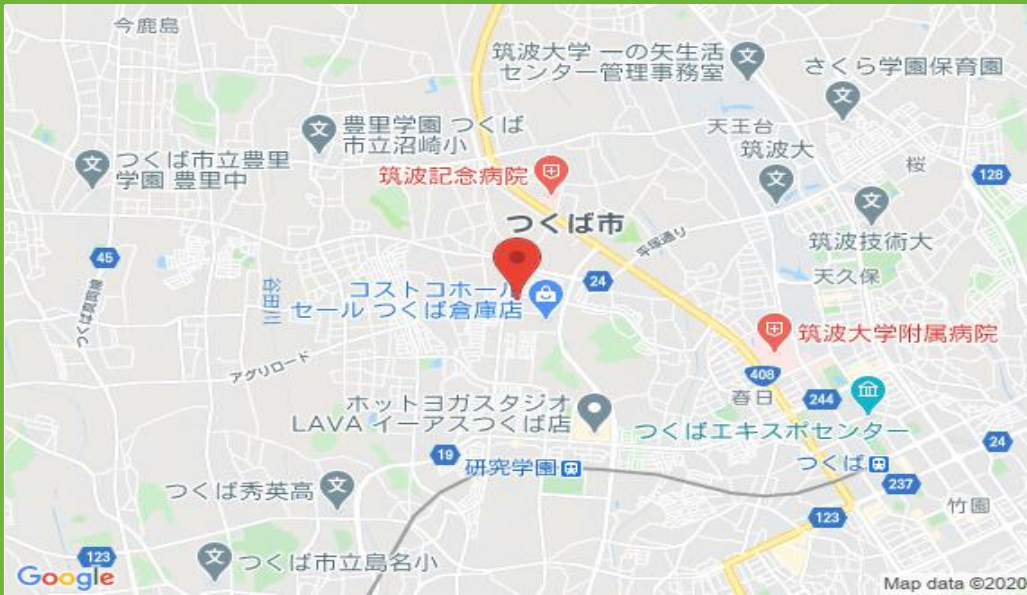 今鹿島
筑波大学 一の矢生活
センター管理事務室
さくら学園保育園
豊里学園 つくば
市立沼崎小
天王台
筑波大
桜
つくば市立豊里
学園 豊里中
筑波記念病院
128
つくば市
平塚通り
筑波技術大
45
24
天久保
谷田川
コストコホール
セール つくば倉庫店
つくば真岡線
筑波大学附属病院
アグリロード
408
春日
244
ホットヨガスタジオ
LAVA イーアスつくば店
つくばエキスポセンター
24
19
研究学園
つくば
237
つくば秀英高
竹園
123
123
つくば市立島名小
Google
Map data ©2020